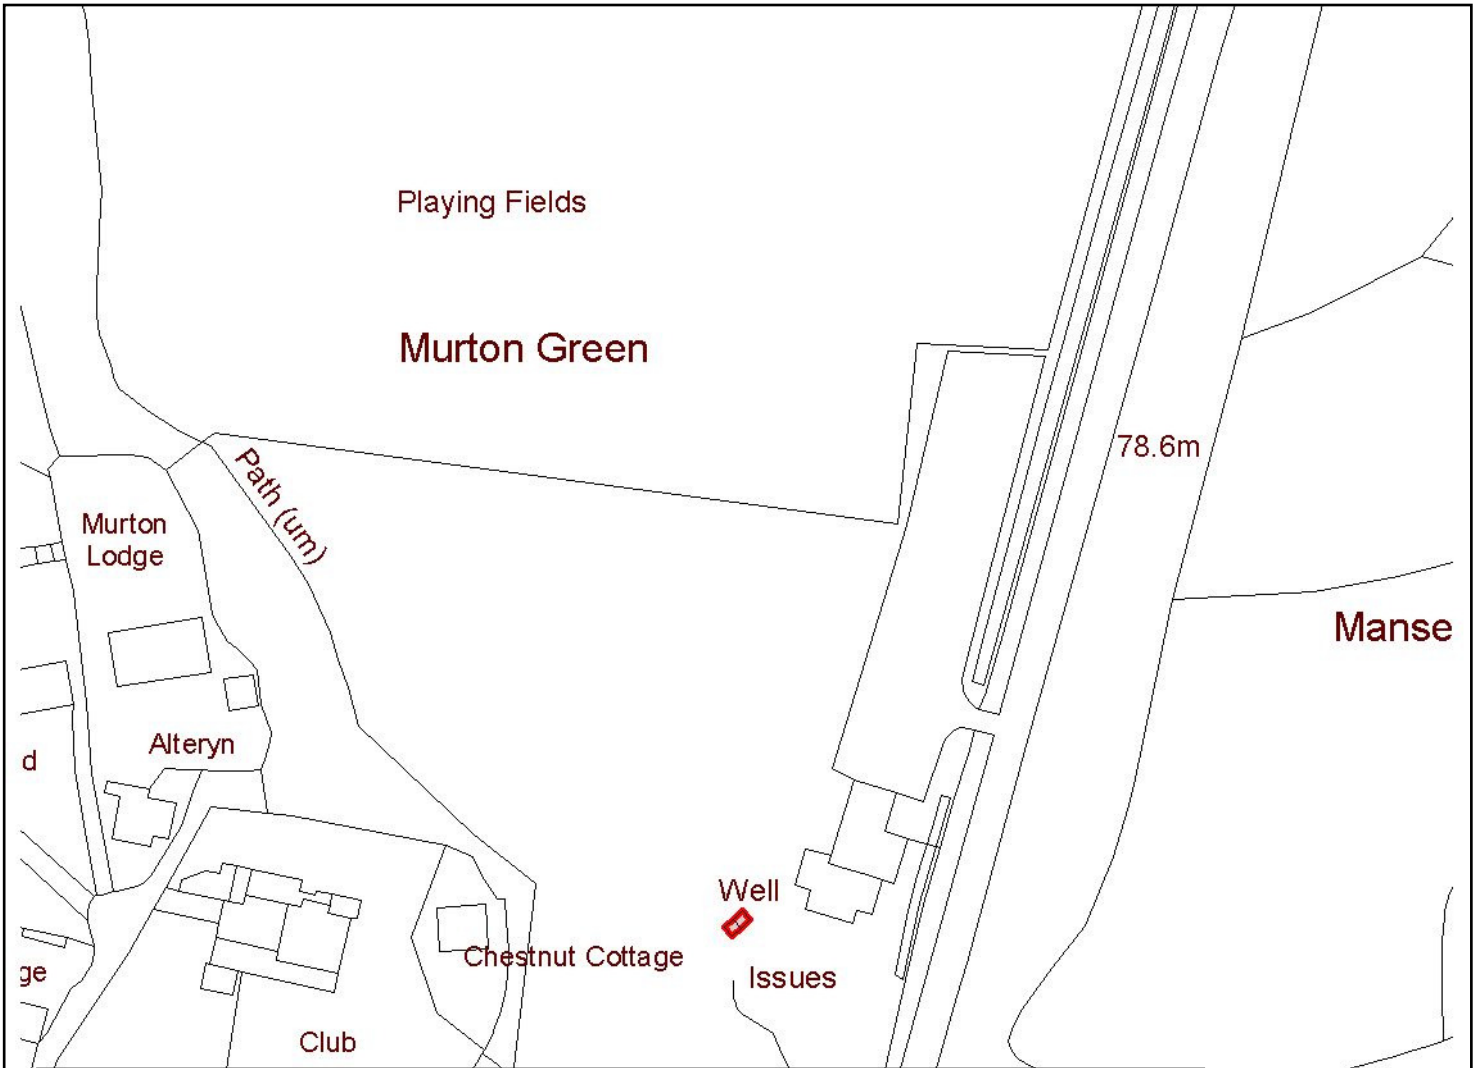 Playing Fields
Murton Green
78.6m
Path (um)
Murton
Lodge
Manse
Alteryn
d
Well
Chestnut Cottage
ge
Issues
Club